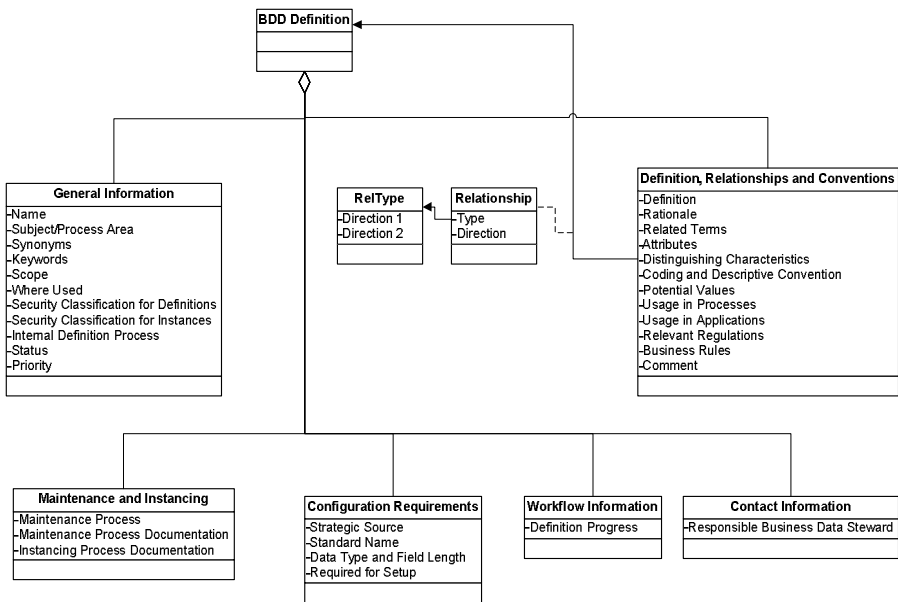 BDD Definition
General Information
-Name
-Subject/Process Area
-Synonyms
-Keywords
-Scope
-Where Used
-Security Classification for Definitions
-Security Classification for Instances
-Internal Definition Process
-Status
-Priority
RelType
-Direction 1
-Direction 2
Relationship
-Type
-Direction
Definition, Relationships and Conventions
-Definition
-Rationale
-Related Terms
-Attributes
-Distinguishing Characteristics
-Coding and Descriptive Convention
-Potential Values
-Usage in Processes
-Usage in Applications
-Relevant Regulations
-Business Rules
-Comment
Maintenance and Instancing
-Maintenance Process
-Maintenance Process Documentation
-Instancing Process Documentation
Configuration Requirements
-Strategic Source
-Standard Name
-Data Type and Field Length
-Required for Setup
Workflow Information
-Definition Progress
Contact Information
-Responsible Business Data Steward